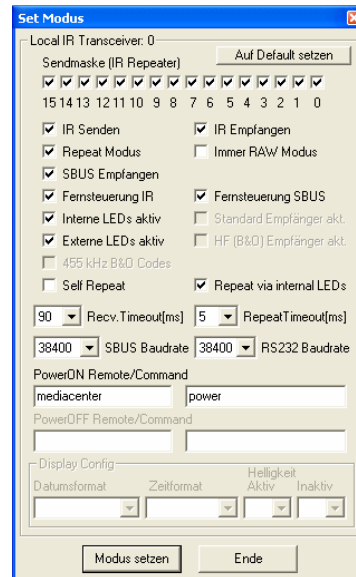 Set Modus
Local IR Transceiver: 0
Sendmaske (IR Repeater)
Auf Default setzen
15 14 13 12 11 10 9 8 7 6 5 4 3 2 1 0
IR Senden IR Empfangen
Repeat Modus Immer RAW Modus
SBUS Empfangen
Fernsteuerung IR Fernsteuerung SBUS
Interne LEDs aktiv Standard Empfänger akt.
Externe LEDs aktiv HF (B&O) Empfänger akt.
455 kHz B&O Codes
Self Repeat Repeat via internal LEDs
90 Recv.Timeout[ms] 5 RepeatTimeout[ms]
38400 SBUS Baudrate 38400 RS232 Baudrate
PowerON Remote/Command
mediacenter power
PowerOFF Remote/Command
Display Config
Helligkeit
Datumsformat Zeitformat Aktiv Inaktiv
Modus setzen Ende